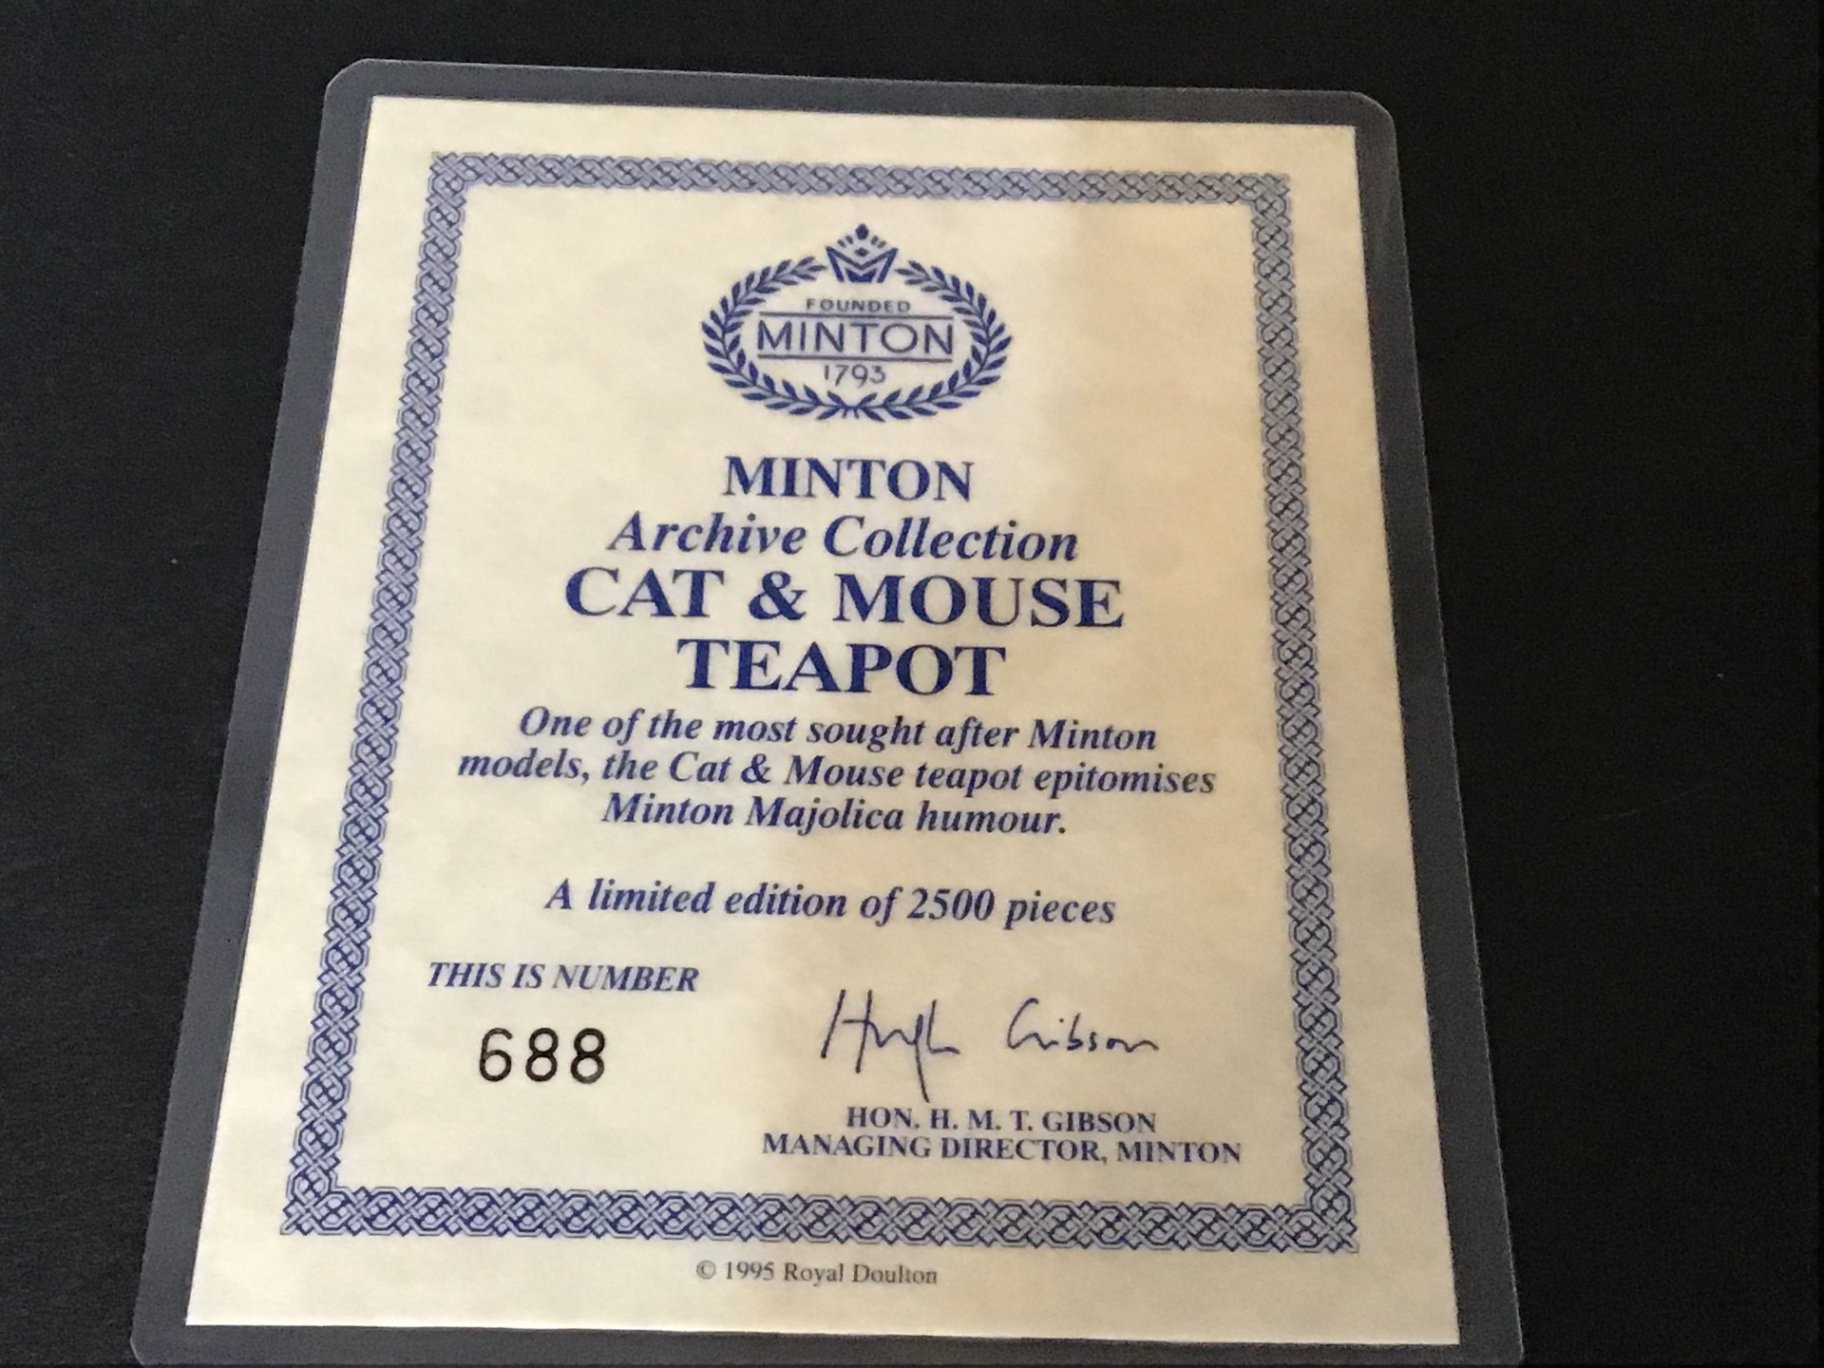 FOUNDED
MINTON
1793
MINTON
Archive Collection
CAT & MOUSE
TEAPOT
One of the most sought after Minton
models, the Cat & Mouse teapot epitomises
Minton Majolica humour.
A limited edition of 2500 pieces
THIS IS NUMBER
688
Hugh Gibson
HON. H. M. T. GIBSON
MANAGING DIRECTOR, MINTON
© 1995 Royal Doulton